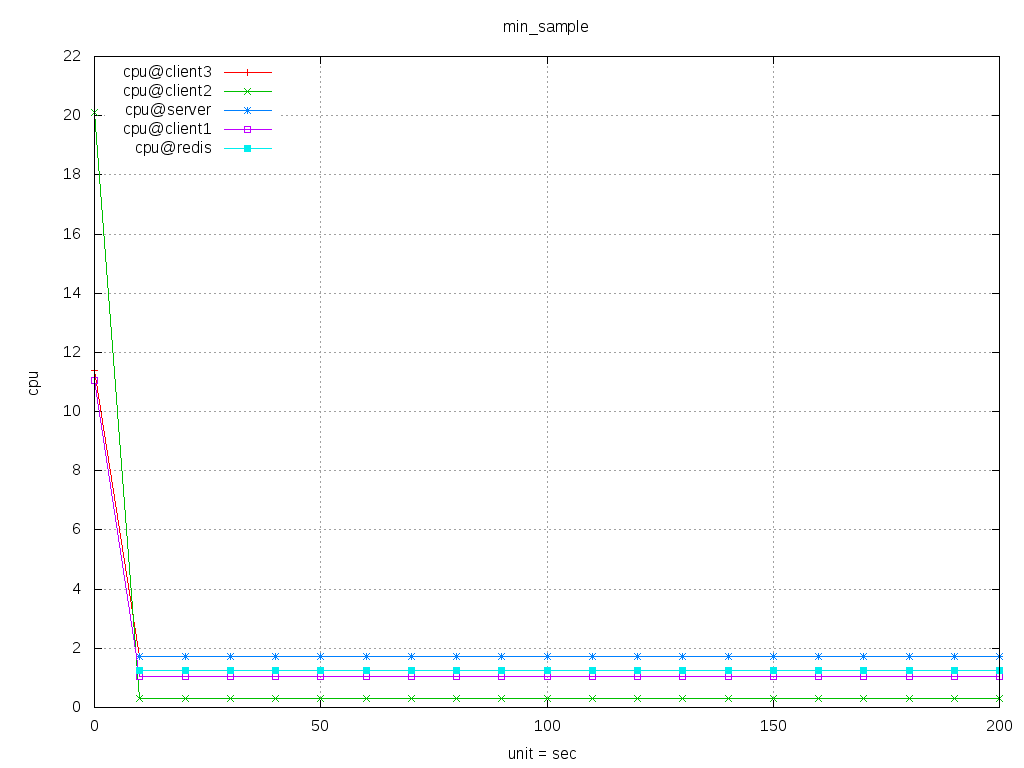 min_sample
22
20
18
16
14
12
10
8
6
4
2
0
cpu
cpu@client3
cpu@client2
cpu@server
cpu@client1
cpu@redis
0 50 100 150 200
unit = sec